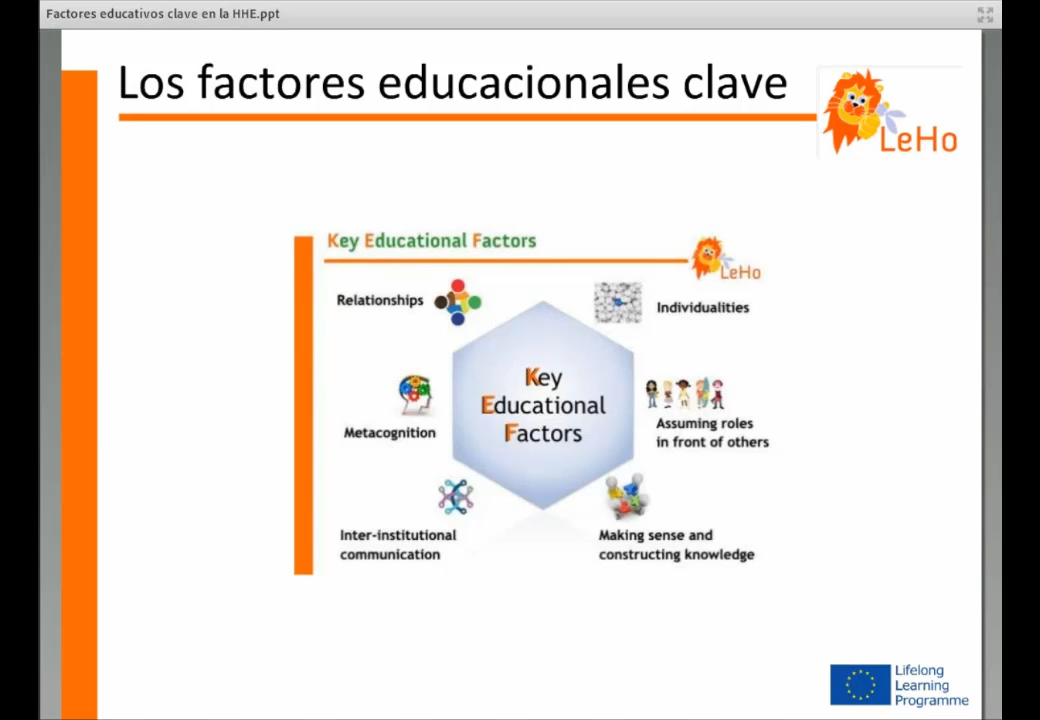 Factores educativos clave en la HHE.ppt
Los factores educacionales clave
LeHo
Key Educational Factors
LeHo
Relationships
Individualities
Key
Educational
Factors
Metacognition
Assuming roles
in front of others
Inter-institutional
communication
Making sense and
constructing knowledge
Lifelong
Learning
Programme